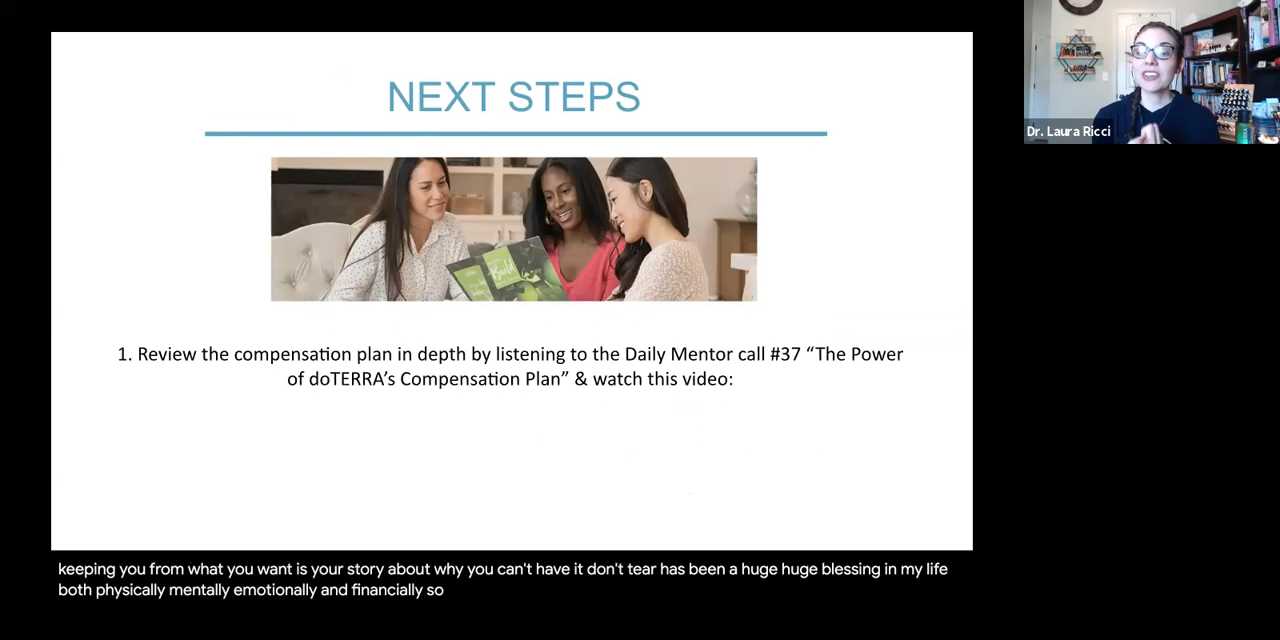 NEXT STEPS
Build
1. Review the compensation plan in depth by listening to the Daily Mentor call #37 “The Power
of doTERRA’s Compensation Plan” & watch this video:
Dr. Laura Ricci
keeping you from what you want is your story about why you can't have it don't tear has been a huge huge blessing in my life
both physically mentally emotionally and financially so